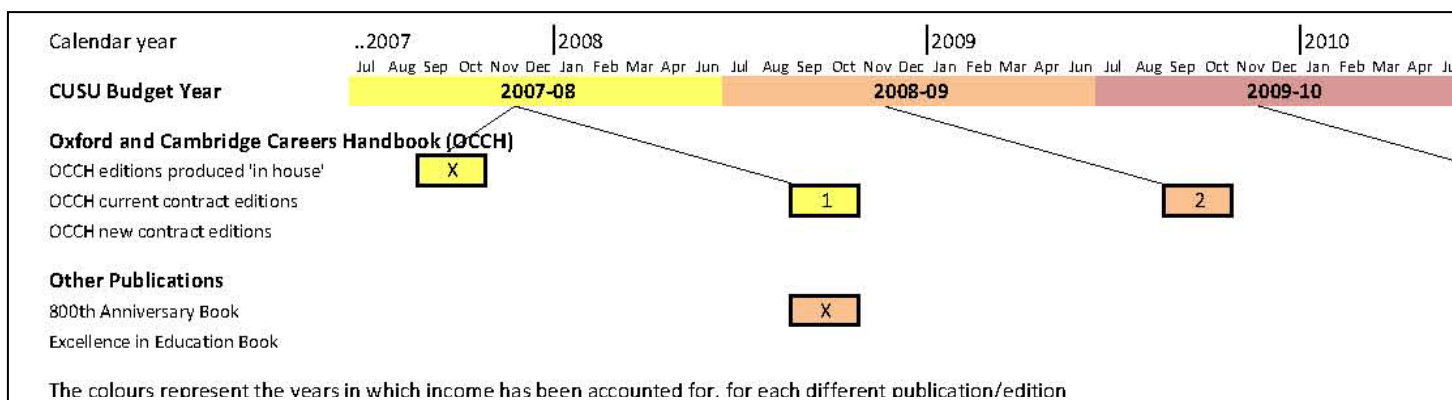 Calendar year ..2007 2008 2009 2010
Jul Aug Sep Oct Nov Dec Jan Feb Mar Apr Jun Jul Aug Sep Oct Nov Dec Jan Feb Mar Apr Jun Jul Aug Sep Oct Nov Dec Jan Feb Mar Apr
CUSU Budget Year 2007-08 2008-09 2009-10
Oxford and Cambridge Careers Handbook (OCCH)
OCCH editions produced 'in house' X
OCCH current contract editions 1 2
OCCH new contract editions
Other Publications
800th Anniversary Book X
Excellence in Education Book
The colours represent the years in which income has been accounted for, for each different publication/edition